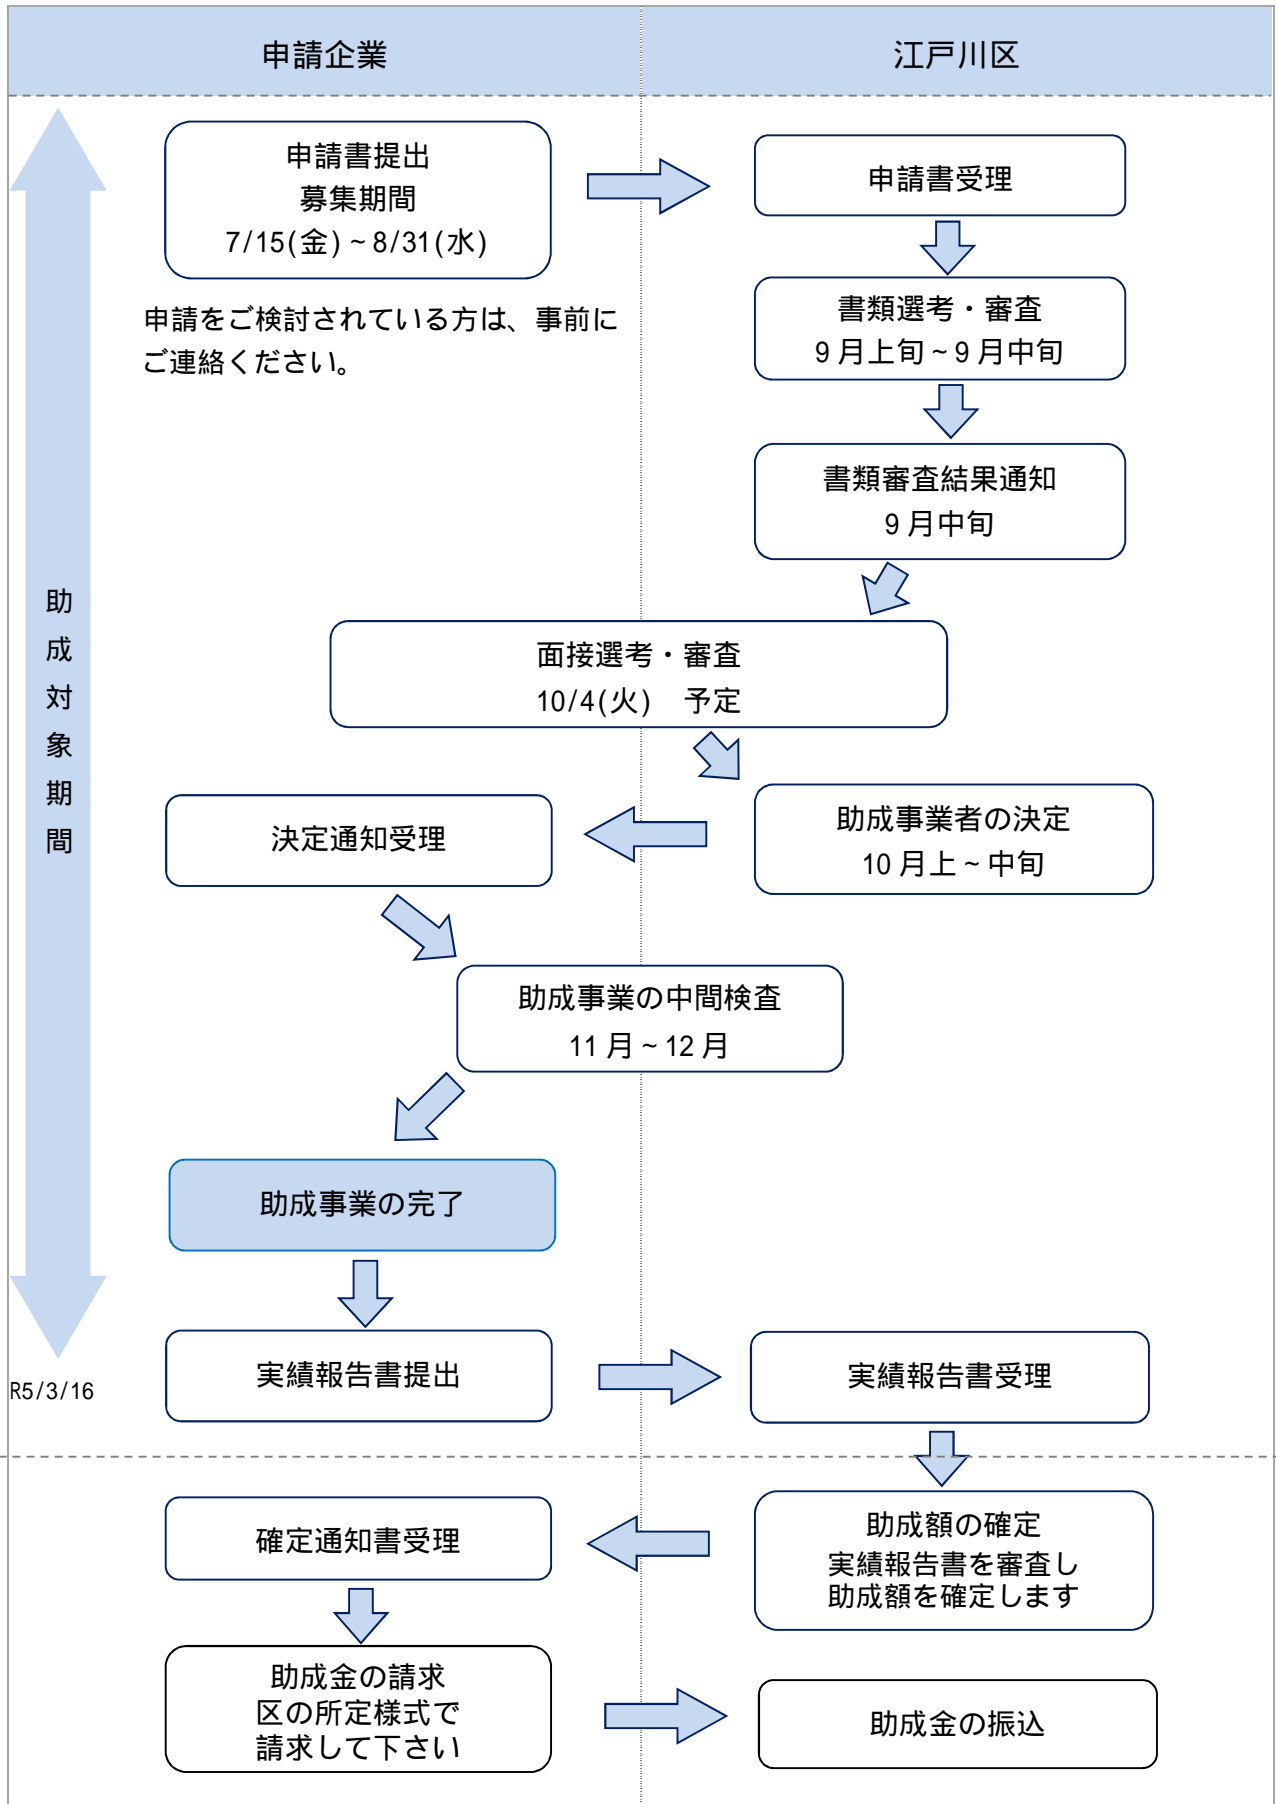 申請企業
江戸川区
申請書提出
募集期間
7/15(金)~8/31(水)
申請をご検討されている方は、事前に
ご連絡ください。
申請書受理
書類選考・審査
9月上旬~9月中旬
書類審査結果通知
9月中旬
面接選考・審査
10/4(火)　予定
助成事業者の決定
10月上~中旬
決定通知受理
助成事業の中間検査
11月~12月
助成事業の完了
実績報告書提出
実績報告書受理
助成対象期間
R5/3/16
助成額の確定
実績報告書を審査し
助成額を確定します
確定通知書受理
助成金の請求
区の所定様式で
請求して下さい
助成金の振込